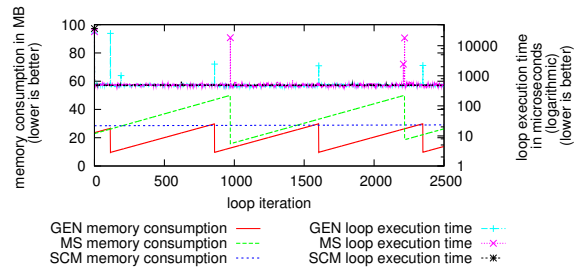 memory consumption in MB
(lower is better)
100
80
60
40
20
0
0
500
1000
1500
2000
2500
loop iteration
10000
1000
100
10
1
loop execution time
in microseconds
(logarithmic)
(lower is better)
GEN memory consumption
MS memory consumption
SCM memory consumption
GEN loop execution time
MS loop execution time
SCM loop execution time